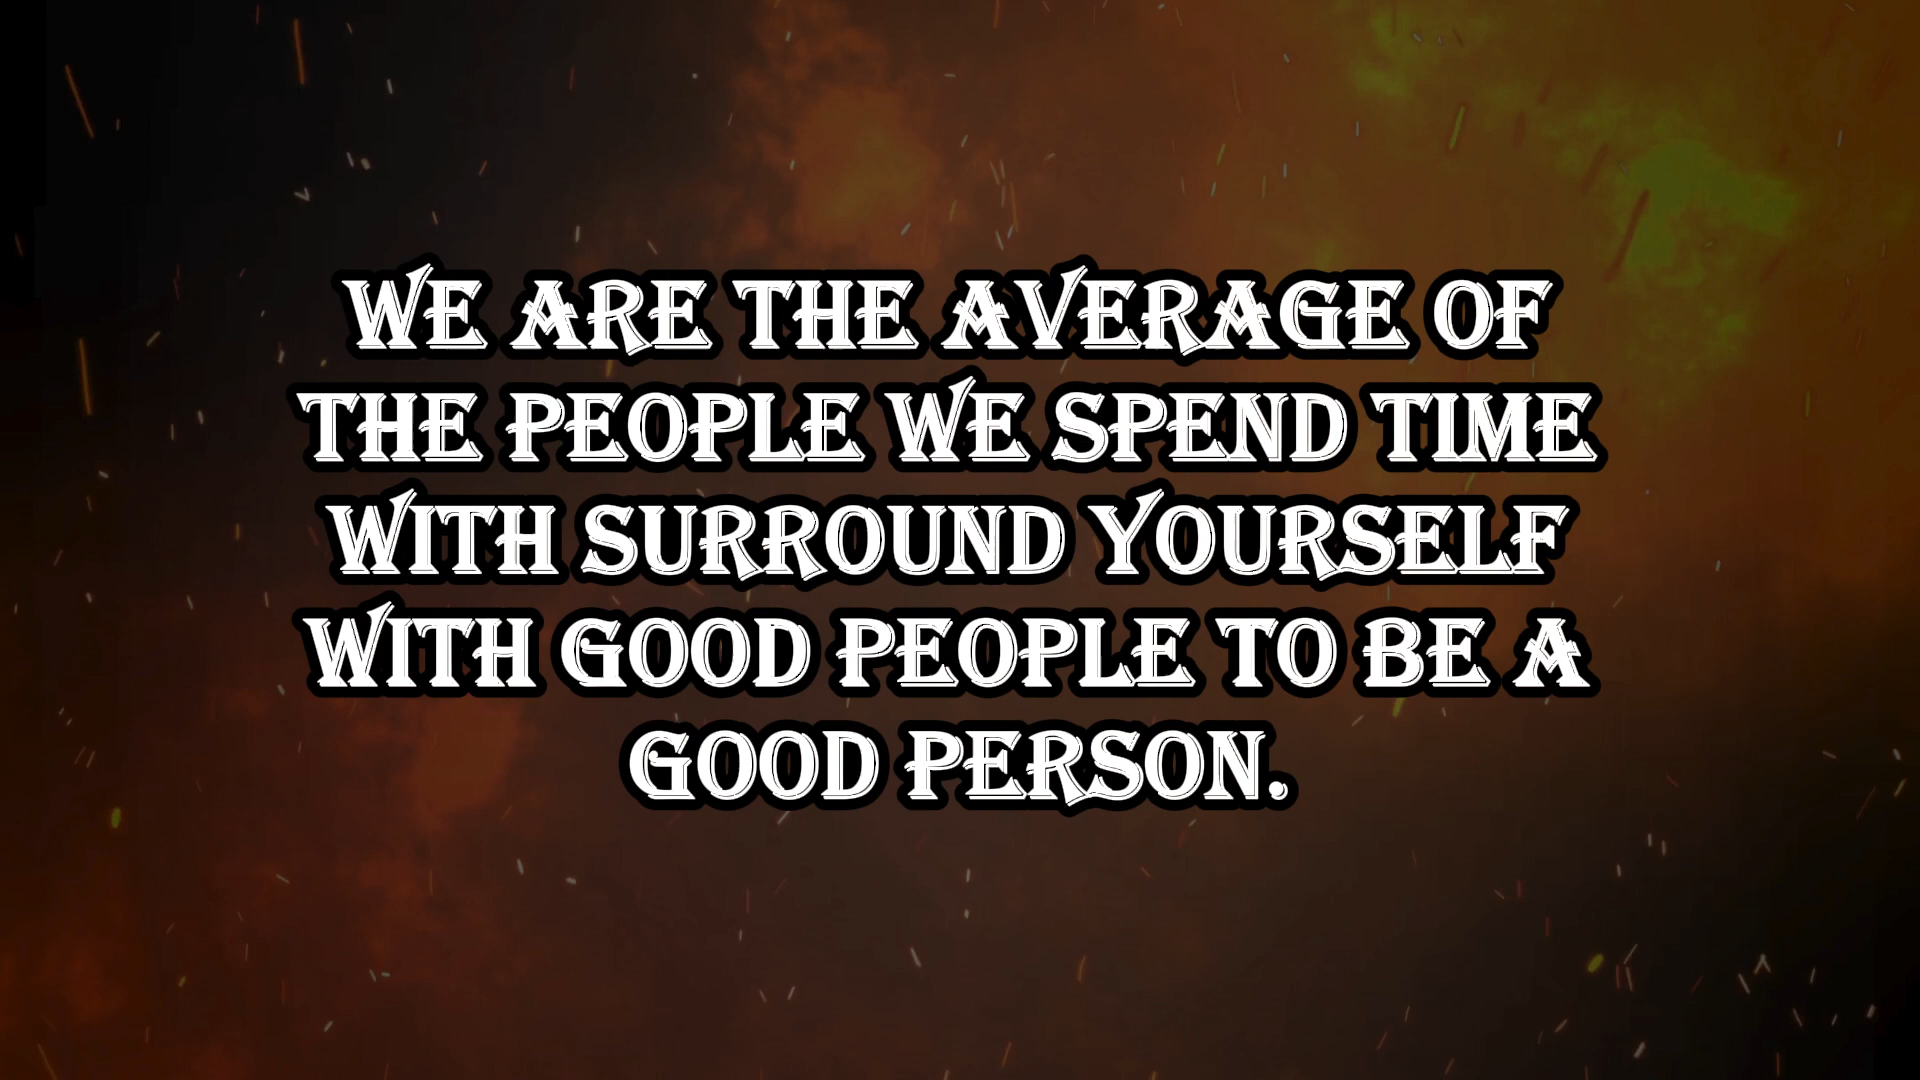 WE ARE THE AVERAGE OF
THE PEOPLE WE SPEND TIME
WITH SURROUND YOURSELF
WITH GOOD PEOPLE TO BE A
GOOD PERSON.